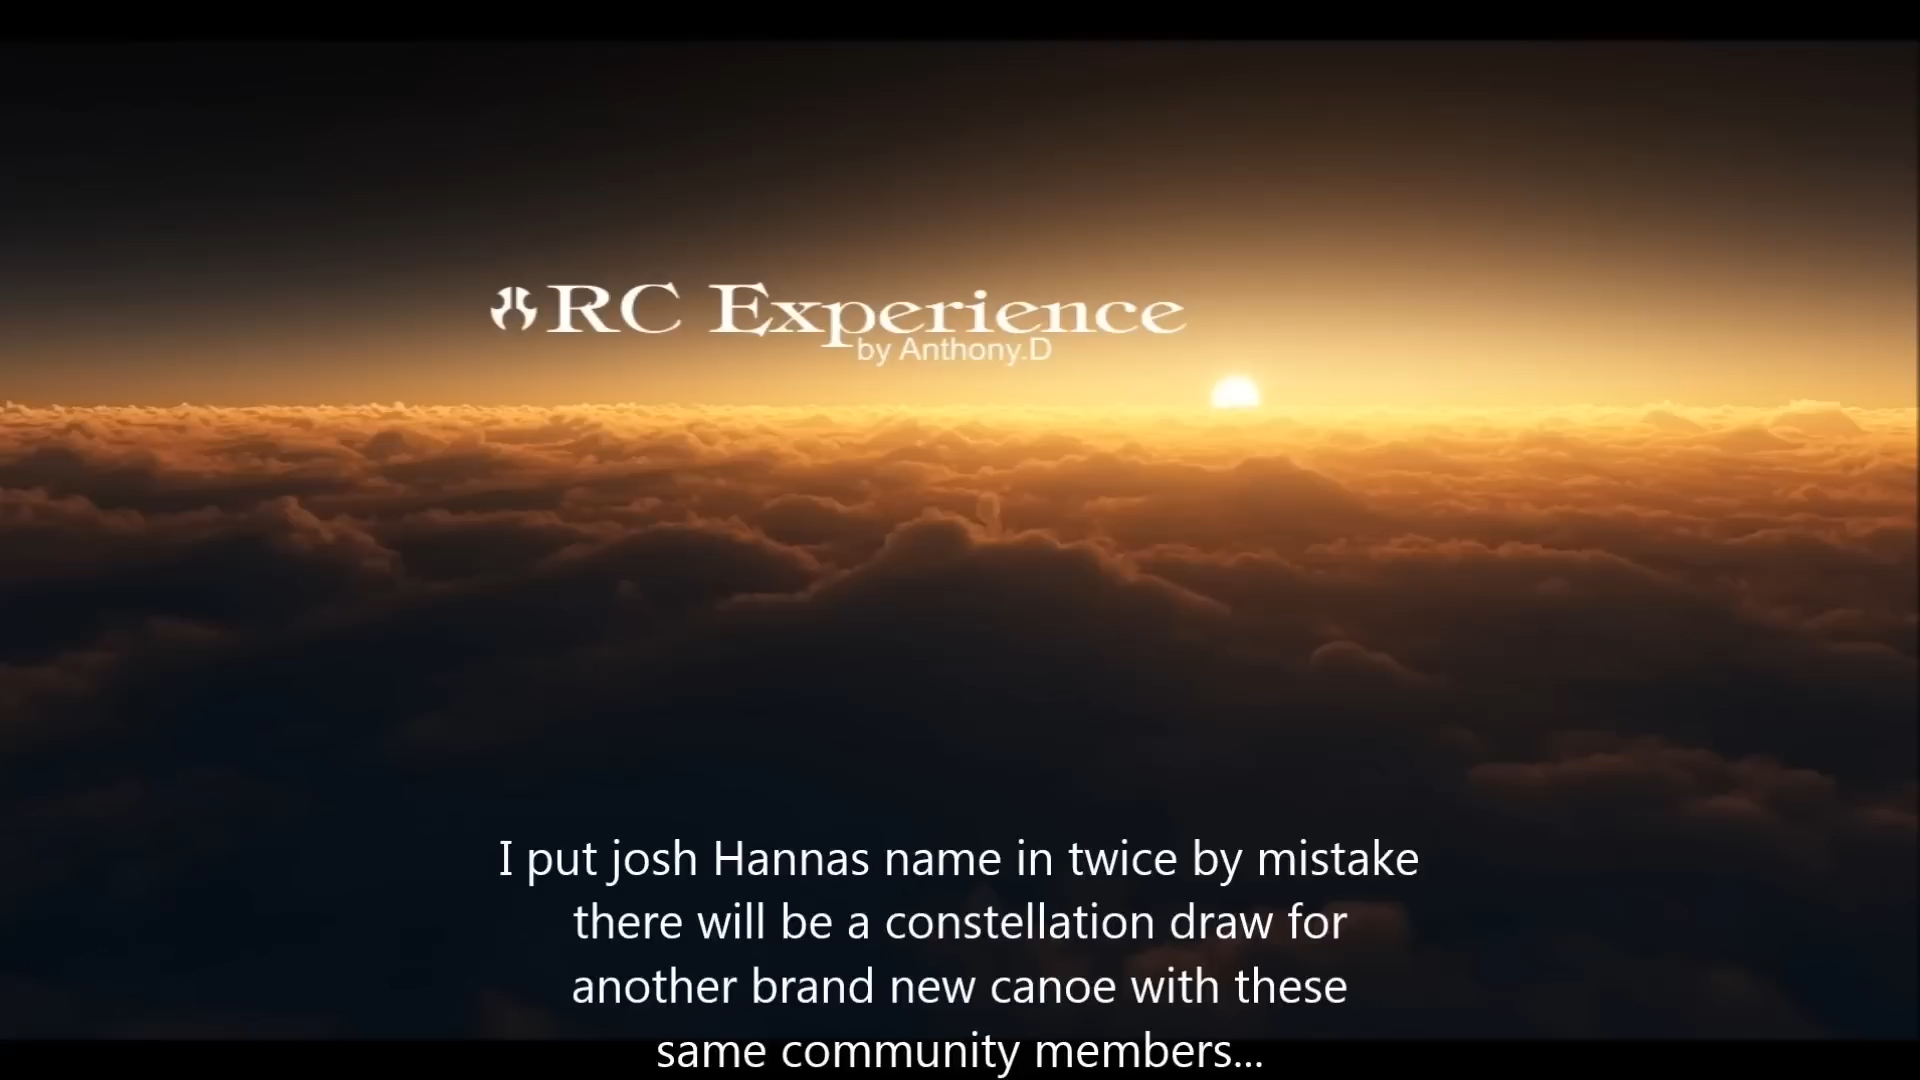 RC Experience
by Anthony.D
I put josh Hannas name in twice by mistake
there will be a constellation draw for
another brand new canoe with these
same community members...